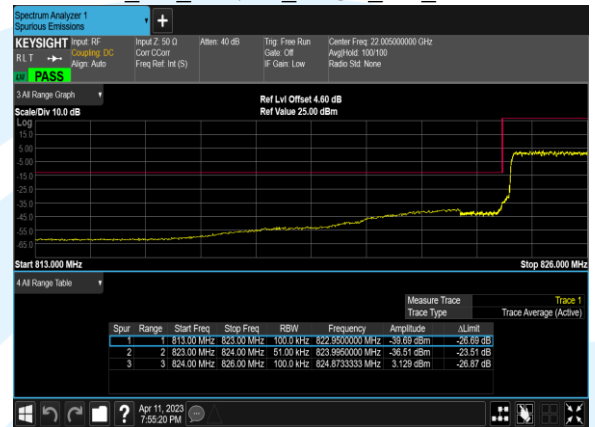 Spectrum Analyzer 1
Spurious Emissions
KEYSIGHT Input: RF Input Z: 50 Ω Atten: 40 dB Trig: Free Run Center Freq: 22.005000000 GHz
RLT Coupling: DC Corr CCorr Gate: Off Avg|Hold: 100/100
Align: Auto Freq Ref: Int (S) IF Gain: Low Radio Std: None
LV PASS
3 All Range Graph
Ref Lvl Offset 4.60 dB
Scale/Div 10.0 dB Ref Value 25.00 dBm
Log
15.0
5.00
-5.00
-15.0
-25.0
-35.0
-45.0
-55.0
-65.0
Start 813.000 MHz Stop 826.000 MHz
4 All Range Table
Measure Trace Trace 1
Trace Type Trace Average (Active)
Spur Range Start Freq Stop Freq RBW Frequency Amplitude ΔLimit
1 1 813.00 MHz 823.00 MHz 100.0 kHz 822.9500000 MHz -39.69 dBm -26.69 dB
2 2 823.00 MHz 824.00 MHz 51.00 kHz 823.9950000 MHz -36.51 dBm -23.51 dB
3 3 824.00 MHz 826.00 MHz 100.0 kHz 824.8733333 MHz 3.129 dBm -26.87 dB
? Apr 11, 2023
7:55:20 PM